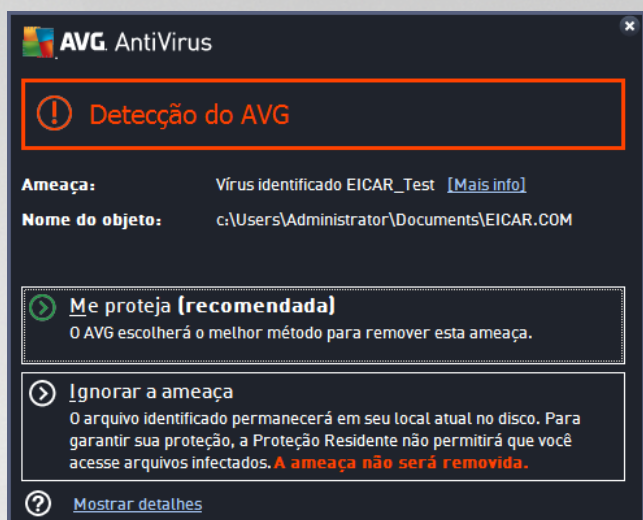 AVG AntiVirus
Detecção do AVG
Ameaça: Vírus identificado EICAR_Test [Mais info]
Nome do objeto: c:\Users\Administrator\Documents\EICAR.COM
Me proteja (recomendada)
O AVG escolherá o melhor método para remover esta ameaça.
Ignorar a ameaça
O arquivo identificado permanecerá em seu local atual no disco. Para
garantir sua proteção, a Proteção Residente não permitirá que você
acesse arquivos infectados. A ameaça não será removida.
Mostrar detalhes